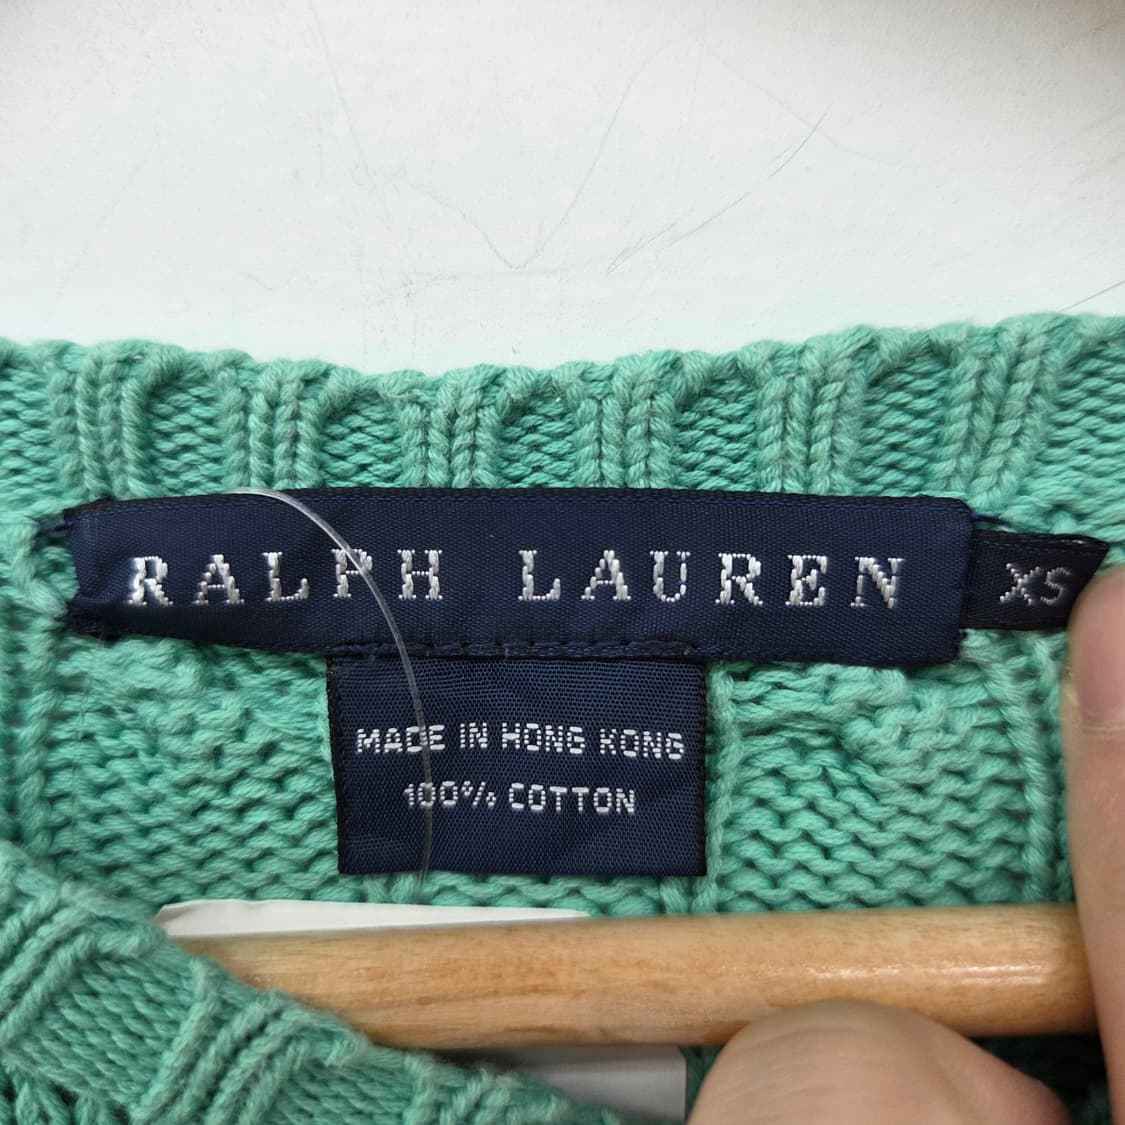 RALPH LAUREN
XS
MADE IN HONG KONG
100% COTTON